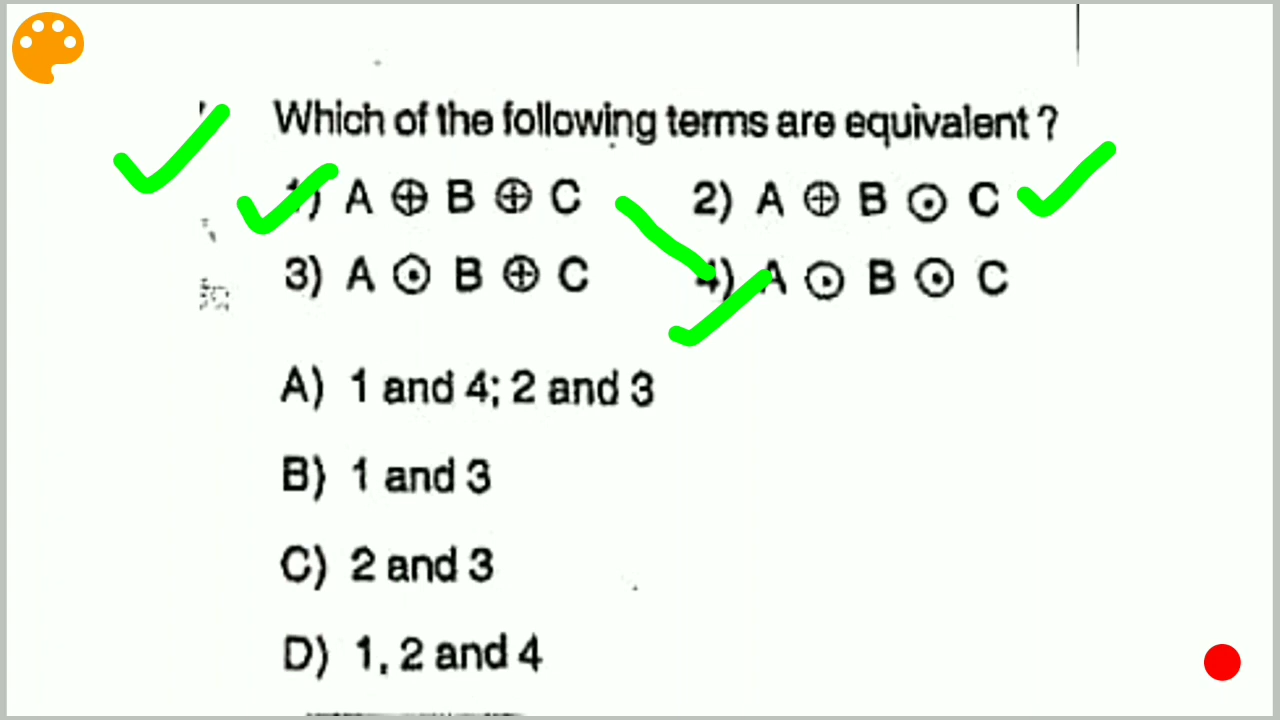 Which of the following terms are equivalent ?
1) A ⊕ B ⊕ C 2) A ⊕ B ⊙ C
3) A ⊙ B ⊕ C 4) A ⊙ B ⊙ C
A) 1 and 4; 2 and 3
B) 1 and 3
C) 2 and 3
D) 1, 2 and 4